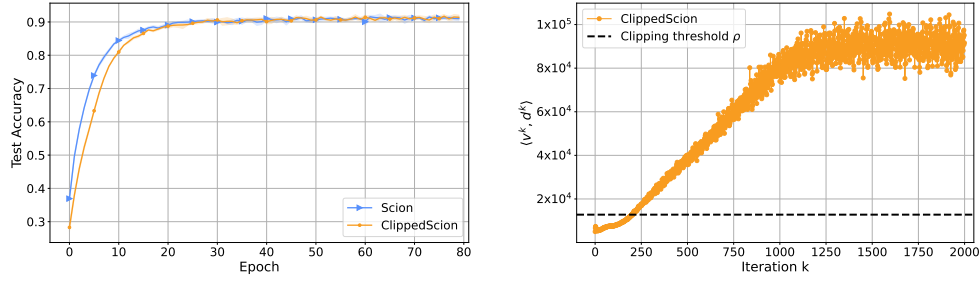 Test Accuracy
0.9
0.8
0.7
0.6
0.5
0.4
0.3
0
10
20
30
40
50
60
70
80
Epoch
Scion
ClippedScion
⟨v^k, d^k⟩
1x10^5
8x10^4
6x10^4
4x10^4
2x10^4
0
250
500
750
1000
1250
1500
1750
2000
Iteration k
ClippedScion
Clipping threshold ρ